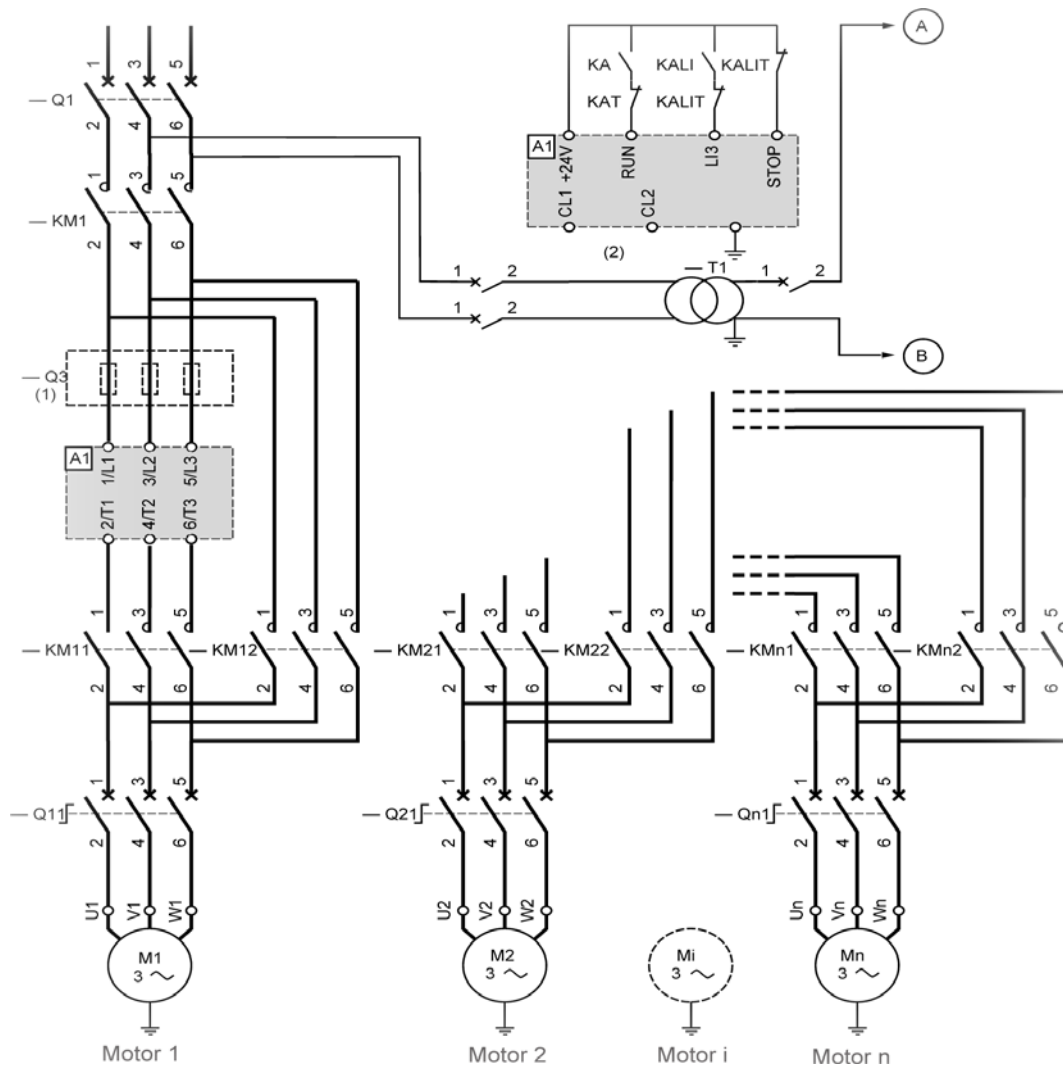 1 3 5 A
KA KALI KALIT
— Q1
KAT KALIT
2 4 6
A1 +24V RUN LI3 STOP
1 3 5
CL1 CL2
— KM1
2 4 6
(2)
— T1
1 2 1 2
1 2
B
— Q3
(1)
A1 1/L1 3/L2 5/L3
2/T1 4/T2 6/T3
1 3 5 1 3 5 1 3 5 1 3 5 1 3 5 1 3 5
— KM11 — KM12 — KM21 — KM22 — KMn1 — KMn2
2 4 6 2 4 6 2 4 6 2 4 6 2 4 6 2 4 6
1 3 5 1 3 5 1 3 5
— Q11 — Q21 — Qn1
2 4 6 2 4 6 2 4 6
U1 V1 W1 U2 V2 W2 Un Vn Wn
M1 M2 Mi Mn
3 ~ 3 ~ 3 ~ 3 ~
Motor 1 Motor 2 Motor i Motor n